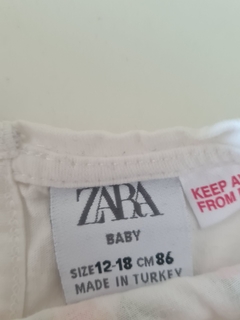 ZARA
BABY
SIZE 12-18 CM 86
MADE IN TURKEY
KEEP A
FROM